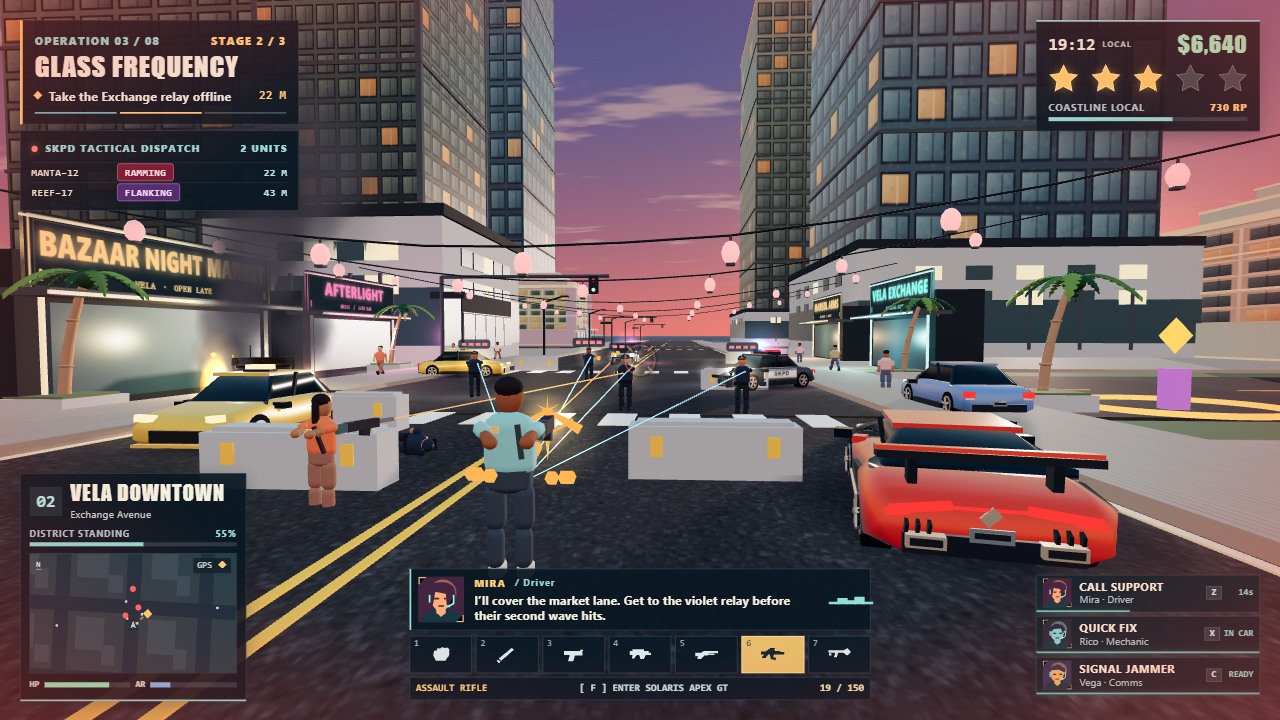 OPERATION 03 / 08 STAGE 2 / 3
GLASS FREQUENCY
Take the Exchange relay offline 22 M
SKPD TACTICAL DISPATCH 2 UNITS
MANTA-12 RAMMING 22 M
REEF-17 FLANKING 43 M
19:12 LOCAL $6,640
COASTLINE LOCAL 730 RP
BAZAAR NIGHT MA
VELA · OPEN LATE
AFTERLIGHT
VELA EXCHANGE
SKPD
02 VELA DOWNTOWN
Exchange Avenue
DISTRICT STANDING 55%
N GPS
HP AR
MIRA / Driver
I'll cover the market lane. Get to the violet relay before
their second wave hits.
1 2 3 4 5 6 7
ASSAULT RIFLE [ F ] ENTER SOLARIS APEX GT 19 / 150
CALL SUPPORT Z 14s
Mira · Driver
QUICK FIX X IN CAR
Rico · Mechanic
SIGNAL JAMMER C READY
Vega · Comms